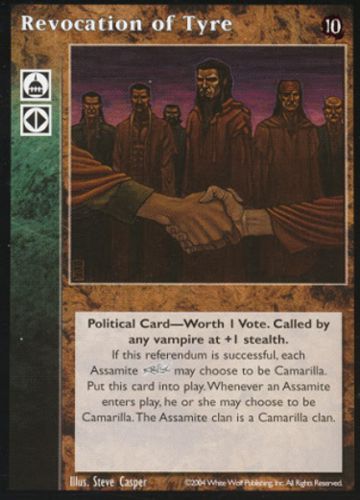 Revocation of Tyre
10
Political Card—Worth 1 Vote. Called by
any vampire at +1 stealth.
If this referendum is successful, each
Assamite may choose to be Camarilla.
Put this card into play. Whenever an Assamite
enters play, he or she may choose to be
Camarilla. The Assamite clan is a Camarilla clan.
Illus. Steve Casper
©2004 White Wolf Publishing, Inc. All Rights Reserved.